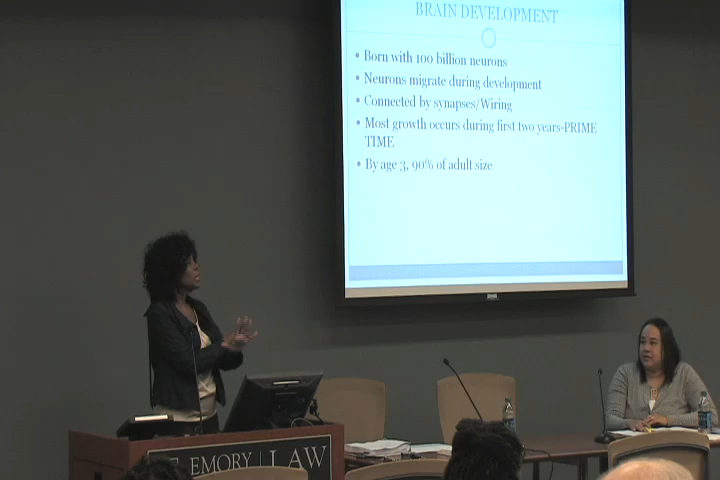 BRAIN DEVELOPMENT
• Born with 100 billion neurons
• Neurons migrate during development
• Connected by synapses/Wiring
• Most growth occurs during first two years-PRIME
TIME
• By age 3, 90% of adult size
EMORY | LAW